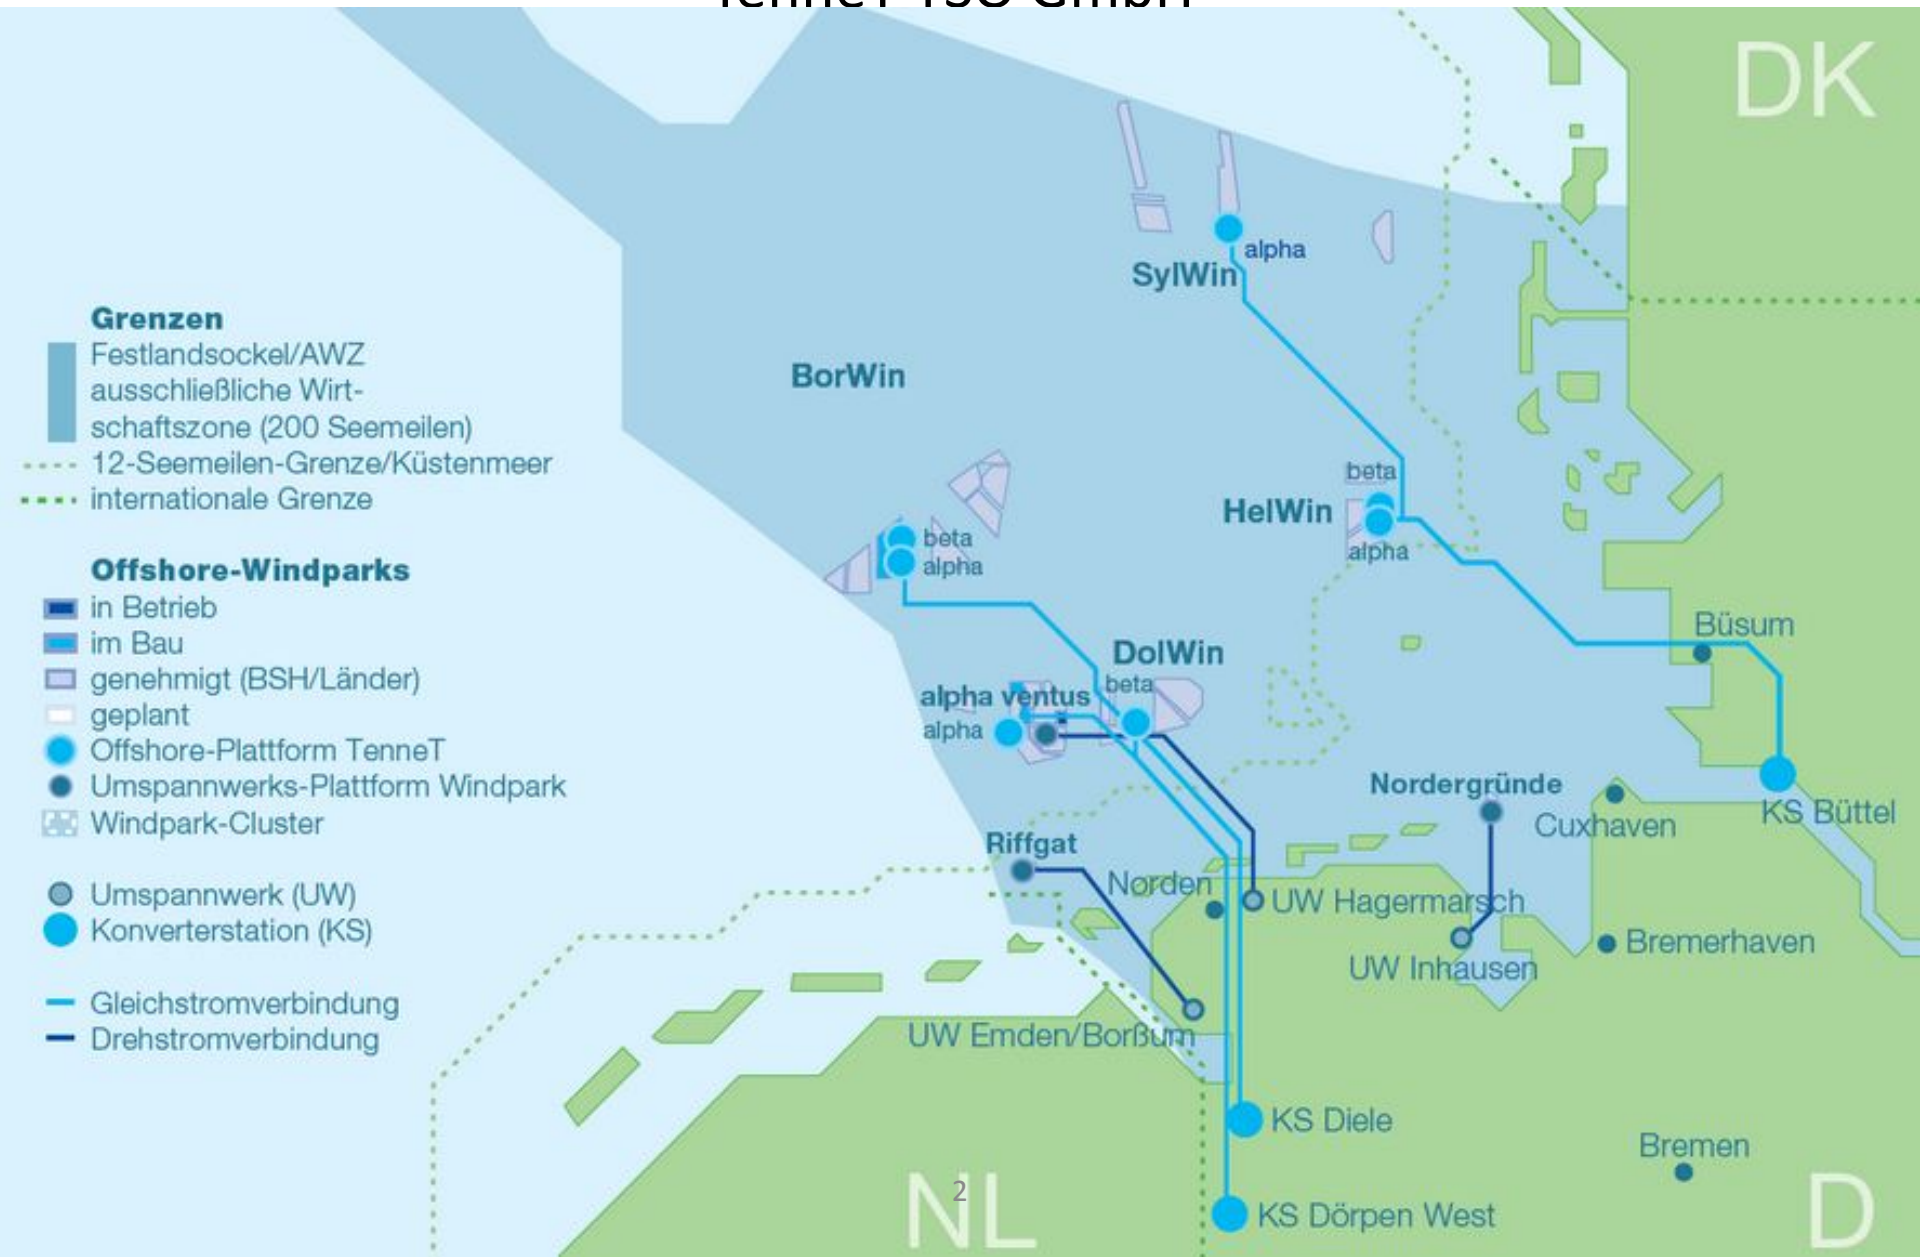 TenneT TSO GmbH
DK
alpha
SylWin
Grenzen
Festlandsockel/AWZ
ausschließliche Wirt-
schaftszone (200 Seemeilen)
12-Seemeilen-Grenze/Küstenmeer
internationale Grenze
BorWin
beta
HelWin
alpha
beta
alpha
Offshore-Windparks
in Betrieb
im Bau
genehmigt (BSH/Länder)
geplant
Offshore-Plattform TenneT
Umspannwerks-Plattform Windpark
Windpark-Cluster
Umspannwerk (UW)
Konverterstation (KS)
Gleichstromverbindung
Drehstromverbindung
Büsum
DolWin
beta
alpha ventus
alpha
Nordergründe
Cuxhaven
KS Büttel
Riffgat
Norden
UW Hagermarsch
Bremerhaven
UW Inhausen
UW Emden/Borßum
KS Diele
Bremen
NL
2
KS Dörpen West
D